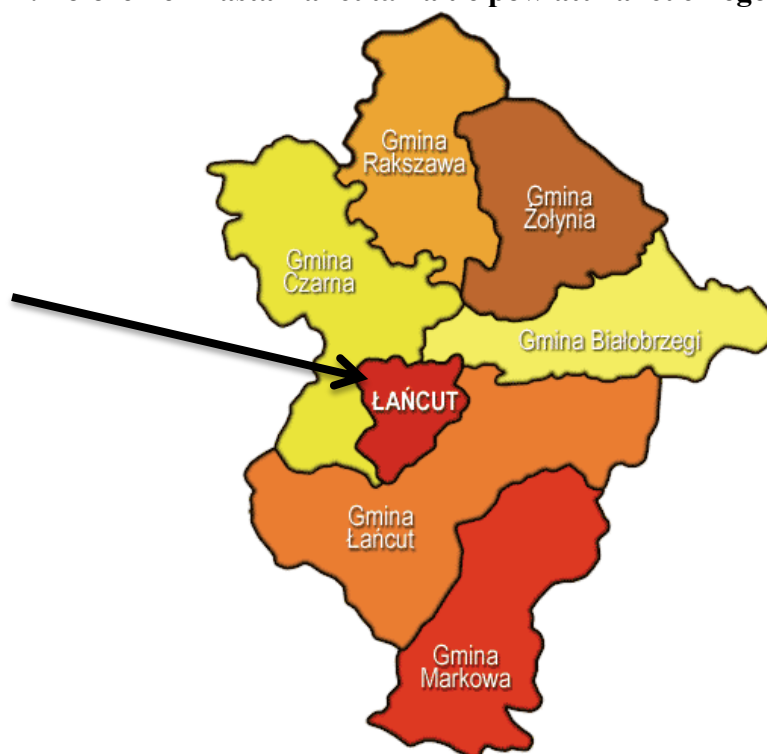 Gmina
Rakszawa
Gmina
Żołynia
Gmina
Czarna
Gmina Białobrzegi
ŁAŃCUT
Gmina
Łańcut
Gmina
Markowa